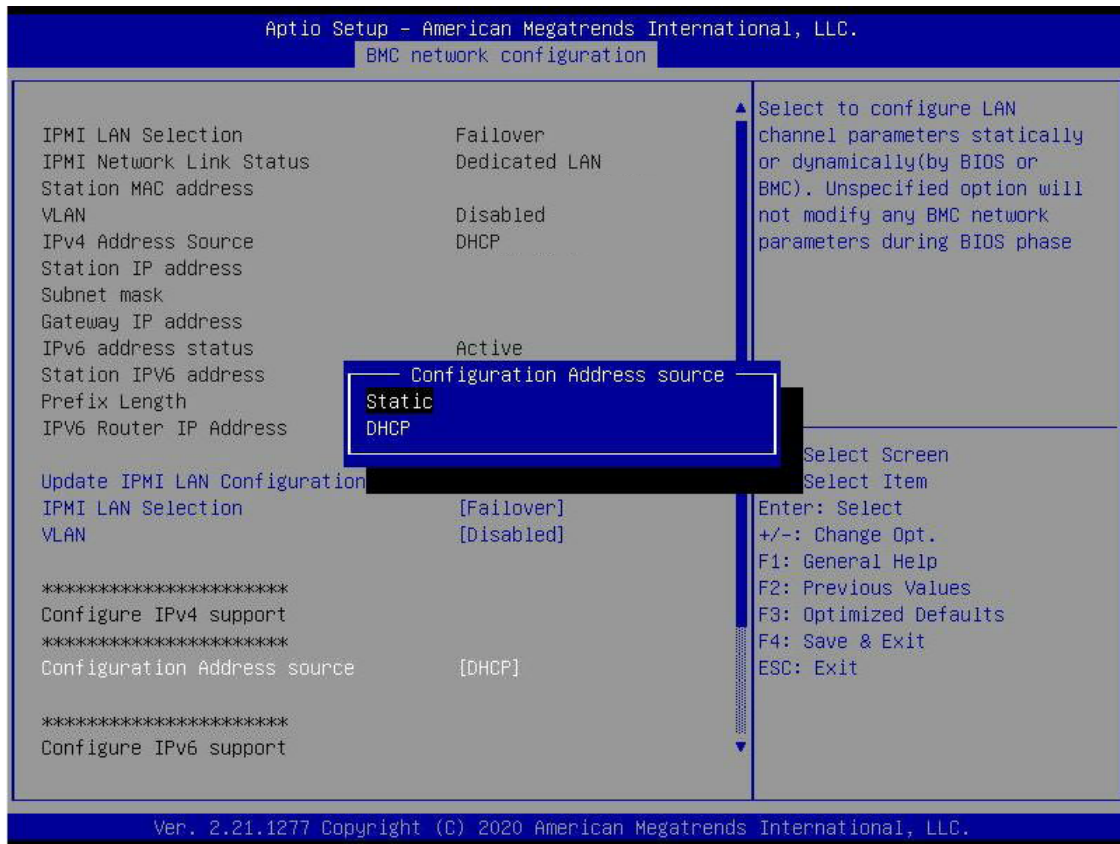 Aptio Setup – American Megatrends International, LLC.
BMC network configuration
IPMI LAN Selection Failover
IPMI Network Link Status Dedicated LAN
Station MAC address
VLAN Disabled
IPv4 Address Source DHCP
Station IP address
Subnet mask
Gateway IP address
IPv6 address status Active
Station IPV6 address
Prefix Length
IPV6 Router IP Address
Configuration Address source
Static
DHCP
Update IPMI LAN Configuration
IPMI LAN Selection [Failover]
VLAN [Disabled]
***********************
Configure IPv4 support
***********************
Configuration Address source [DHCP]
***********************
Configure IPv6 support
Select to configure LAN
channel parameters statically
or dynamically(by BIOS or
BMC). Unspecified option will
not modify any BMC network
parameters during BIOS phase
Select Screen
Select Item
Enter: Select
+/-: Change Opt.
F1: General Help
F2: Previous Values
F3: Optimized Defaults
F4: Save & Exit
ESC: Exit
Ver. 2.21.1277 Copyright (C) 2020 American Megatrends International, LLC.